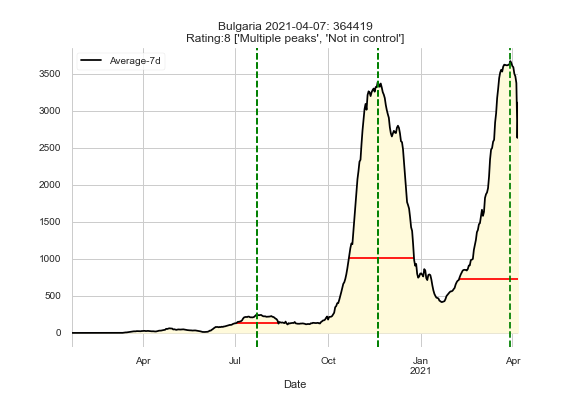 Bulgaria 2021-04-07: 364419
Rating:8 ['Multiple peaks', 'Not in control']
Average-7d
3500
3000
2500
2000
1500
1000
500
0
Apr
Jul
Oct
Jan
2021
Apr
Date